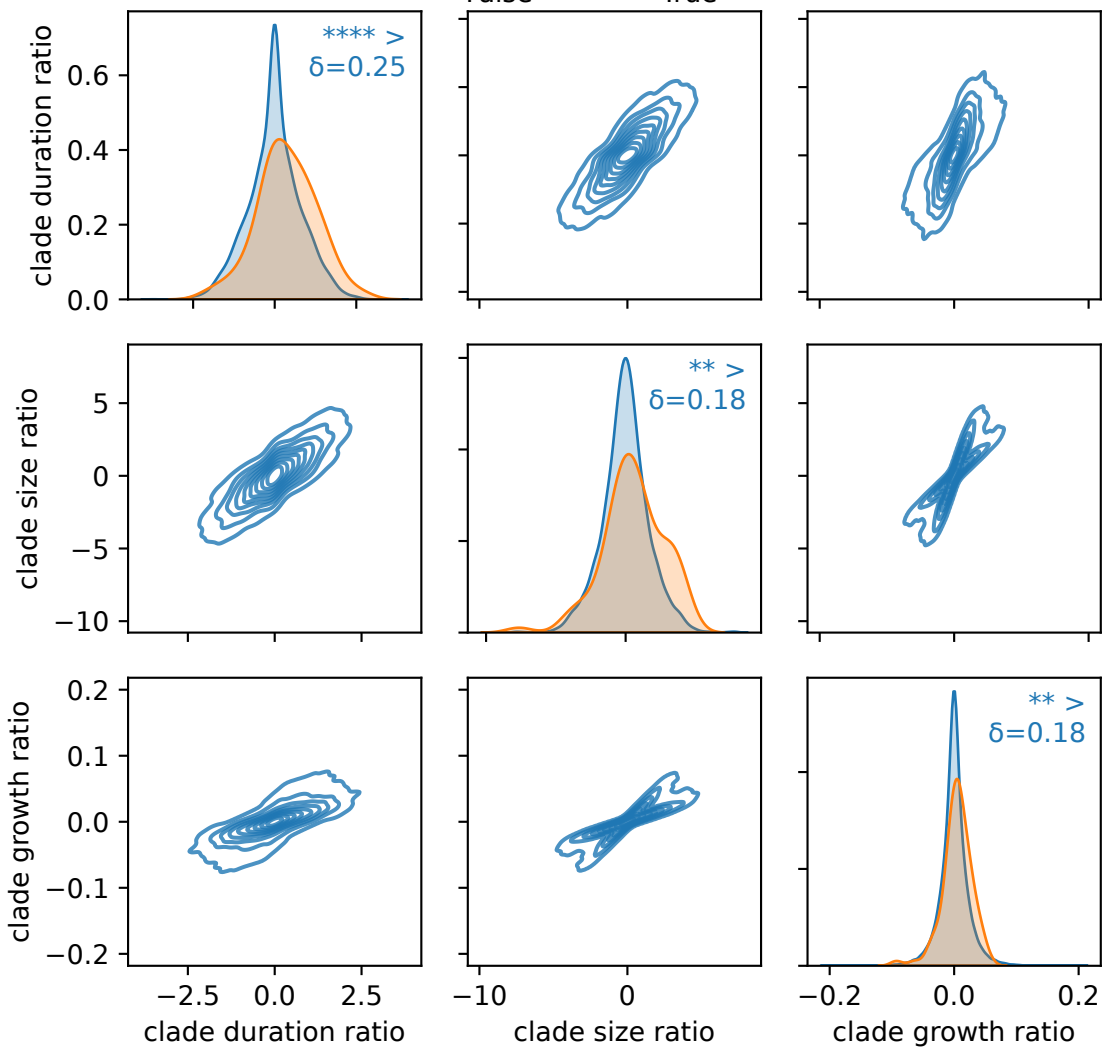 clade duration ratio
0.6
0.4
0.2
0.0
**** >
δ=0.25
clade size ratio
5
0
−5
−10
** >
δ=0.18
clade growth ratio
0.2
0.1
0.0
−0.1
−0.2
** >
δ=0.18
−2.5 0.0 2.5
−10 0
−0.2 0.0 0.2
clade duration ratio
clade size ratio
clade growth ratio